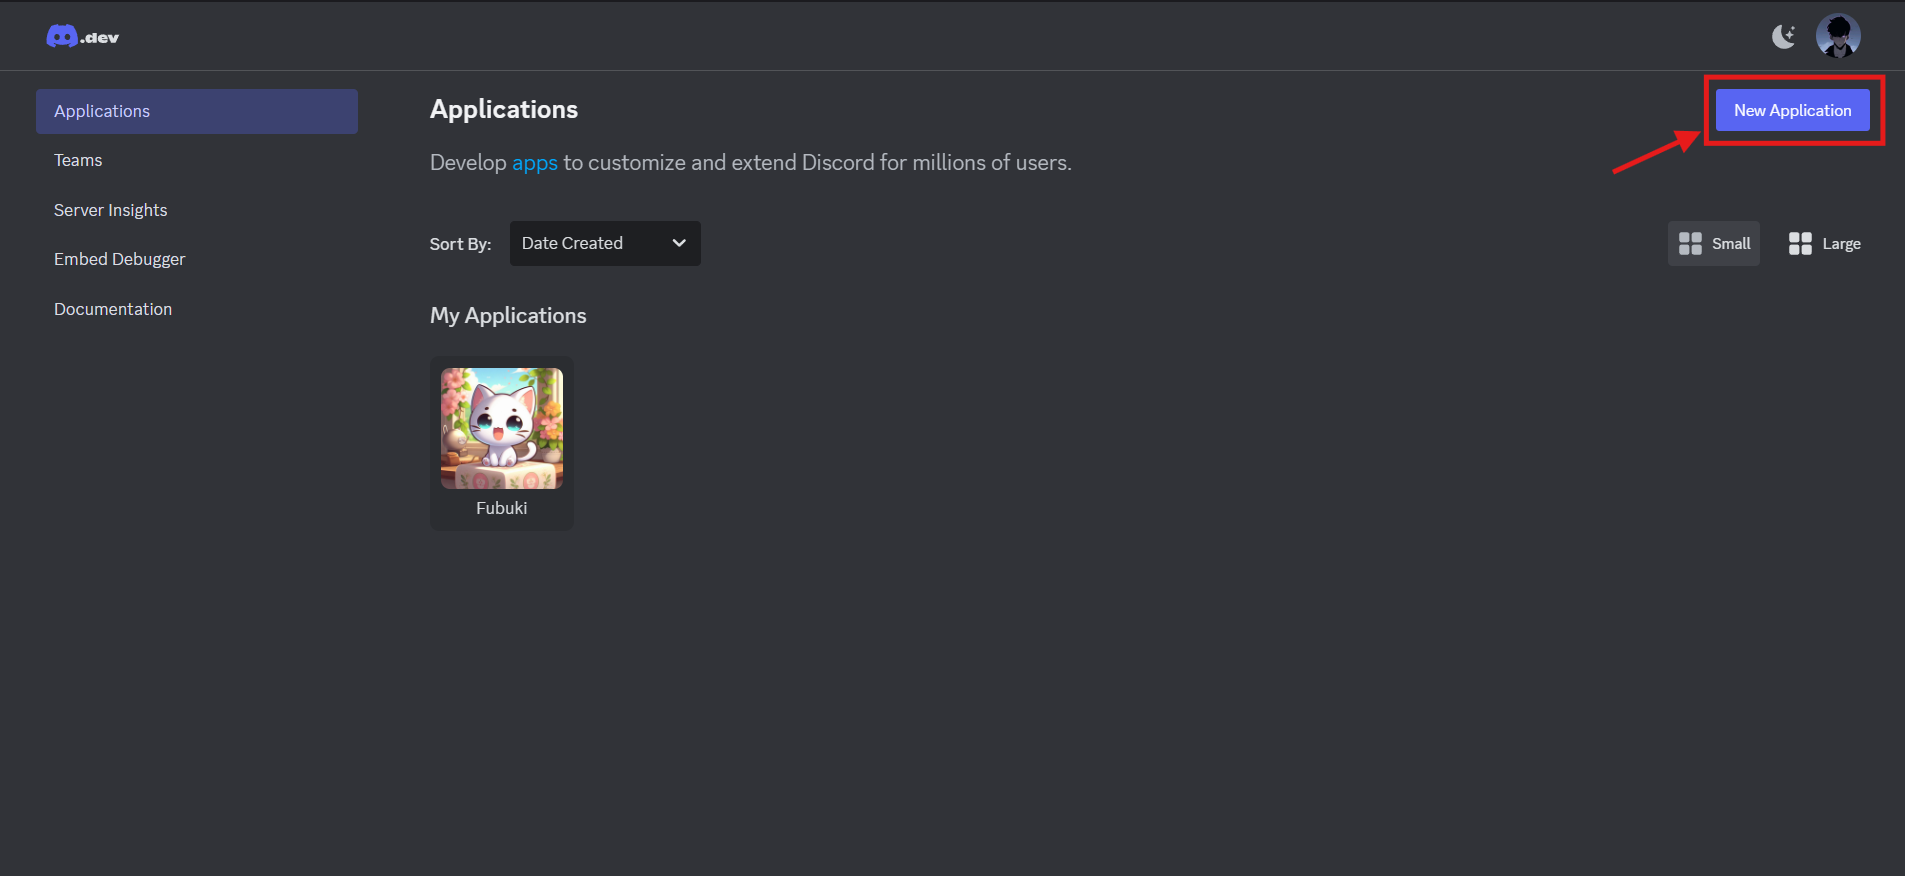 .dev
Applications
Teams
Server Insights
Embed Debugger
Documentation
Applications
New Application
Develop apps to customize and extend Discord for millions of users.
Sort By: Date Created
Small Large
My Applications
Fubuki